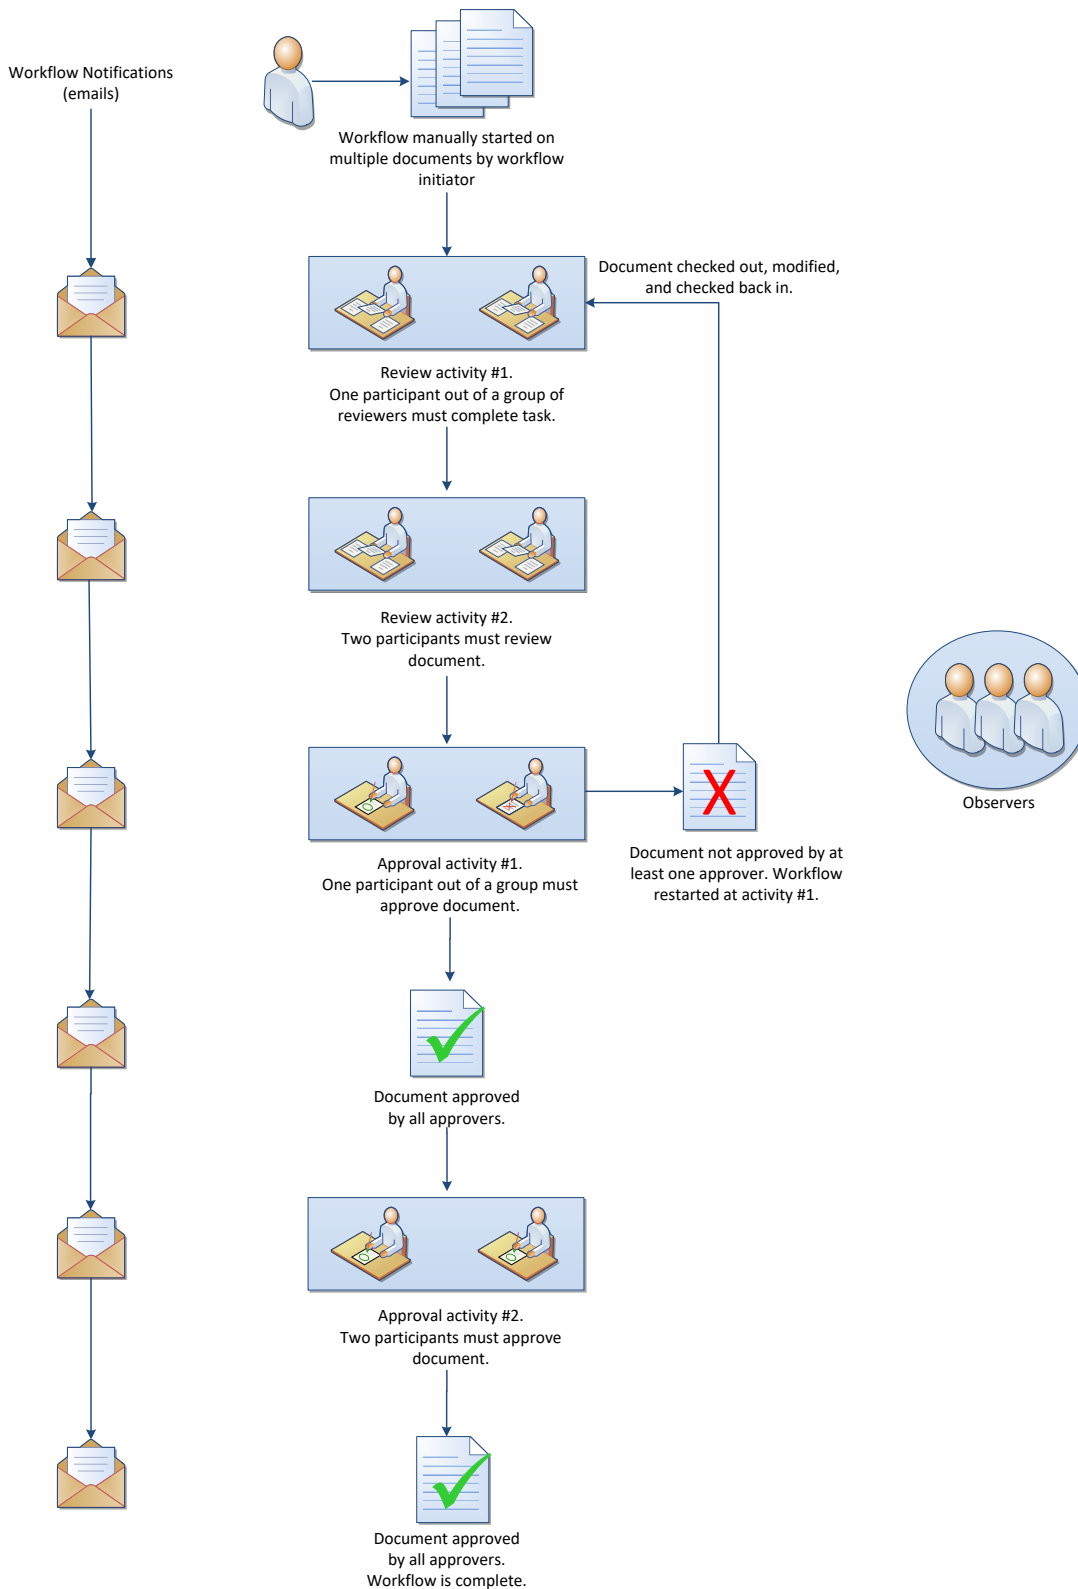 Workflow Notifications
(emails)
Workflow manually started on
multiple documents by workflow
initiator
Document checked out, modified,
and checked back in.
Review activity #1.
One participant out of a group of
reviewers must complete task.
Review activity #2.
Two participants must review
document.
Observers
Approval activity #1.
One participant out of a group must
approve document.
Document not approved by at
least one approver. Workflow
restarted at activity #1.
Document approved
by all approvers.
Approval activity #2.
Two participants must approve
document.
Document approved
by all approvers.
Workflow is complete.